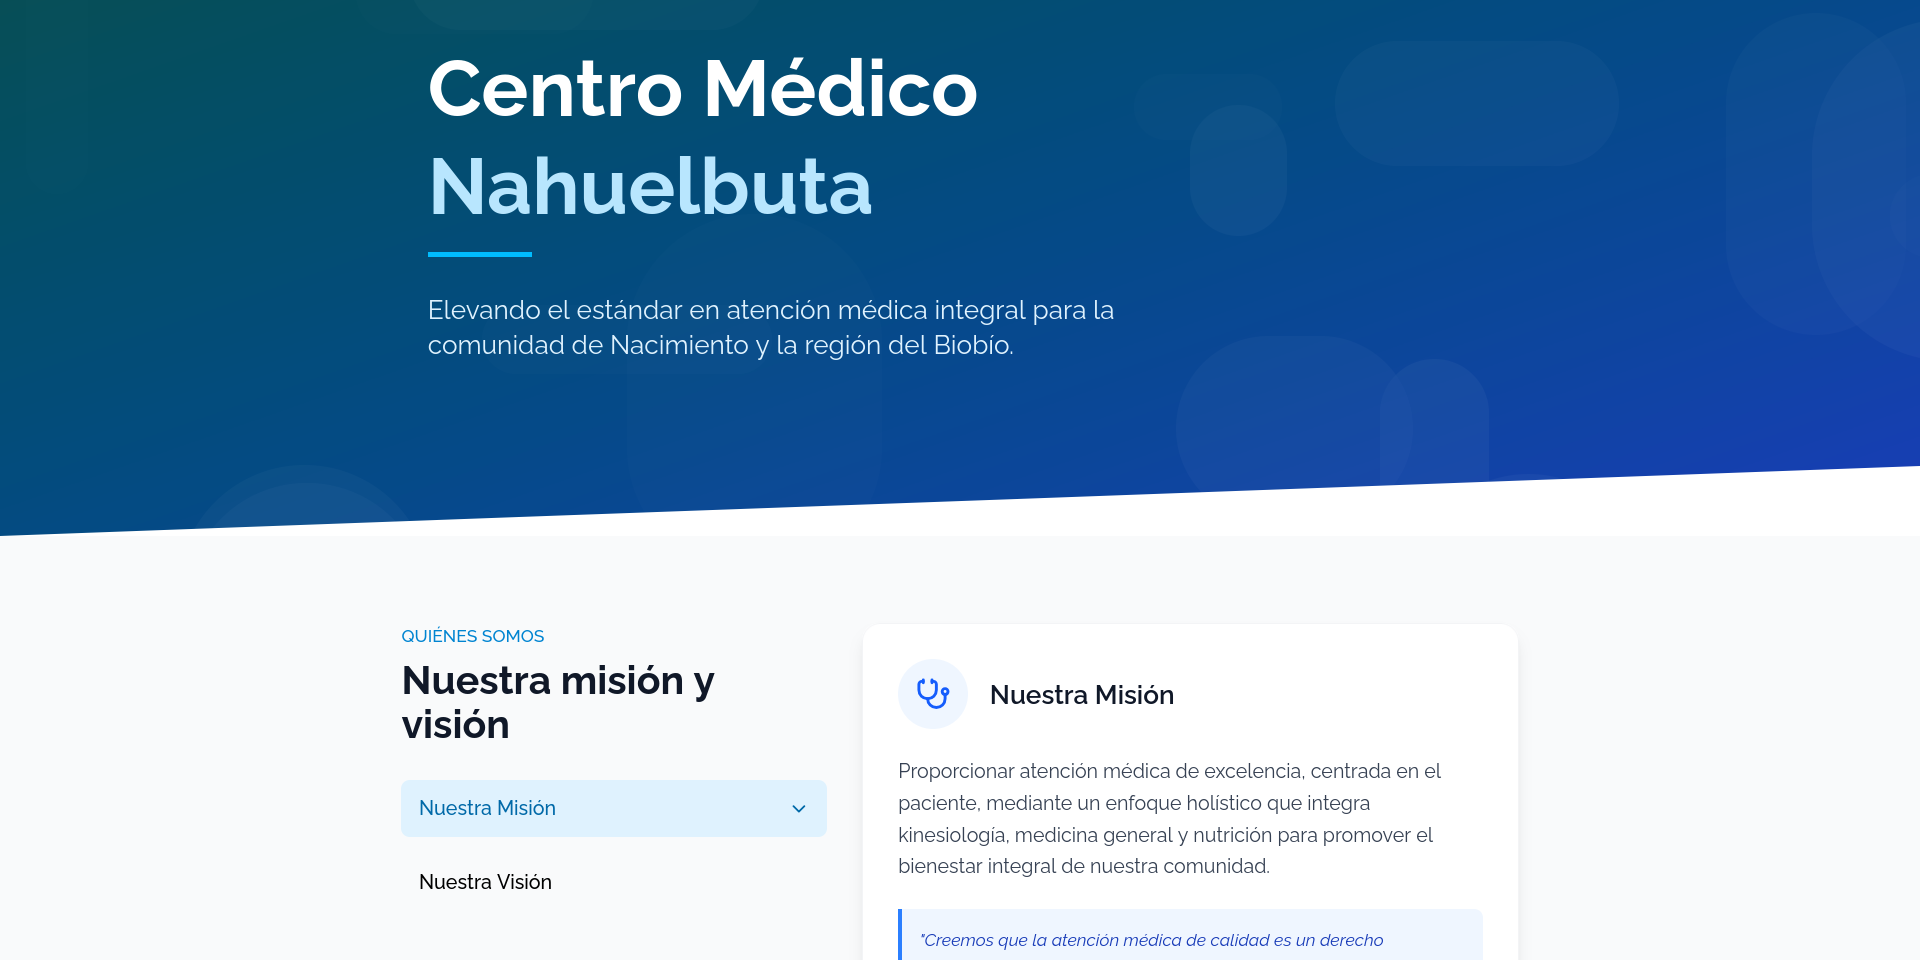 Centro Médico
Nahuelbuta
Elevando el estándar en atención médica integral para la
comunidad de Nacimiento y la región del Biobío.
QUIÉNES SOMOS
Nuestra misión y
visión
Nuestra Misión
Nuestra Visión
Nuestra Misión
Proporcionar atención médica de excelencia, centrada en el
paciente, mediante un enfoque holístico que integra
kinesiología, medicina general y nutrición para promover el
bienestar integral de nuestra comunidad.
"Creemos que la atención médica de calidad es un derecho